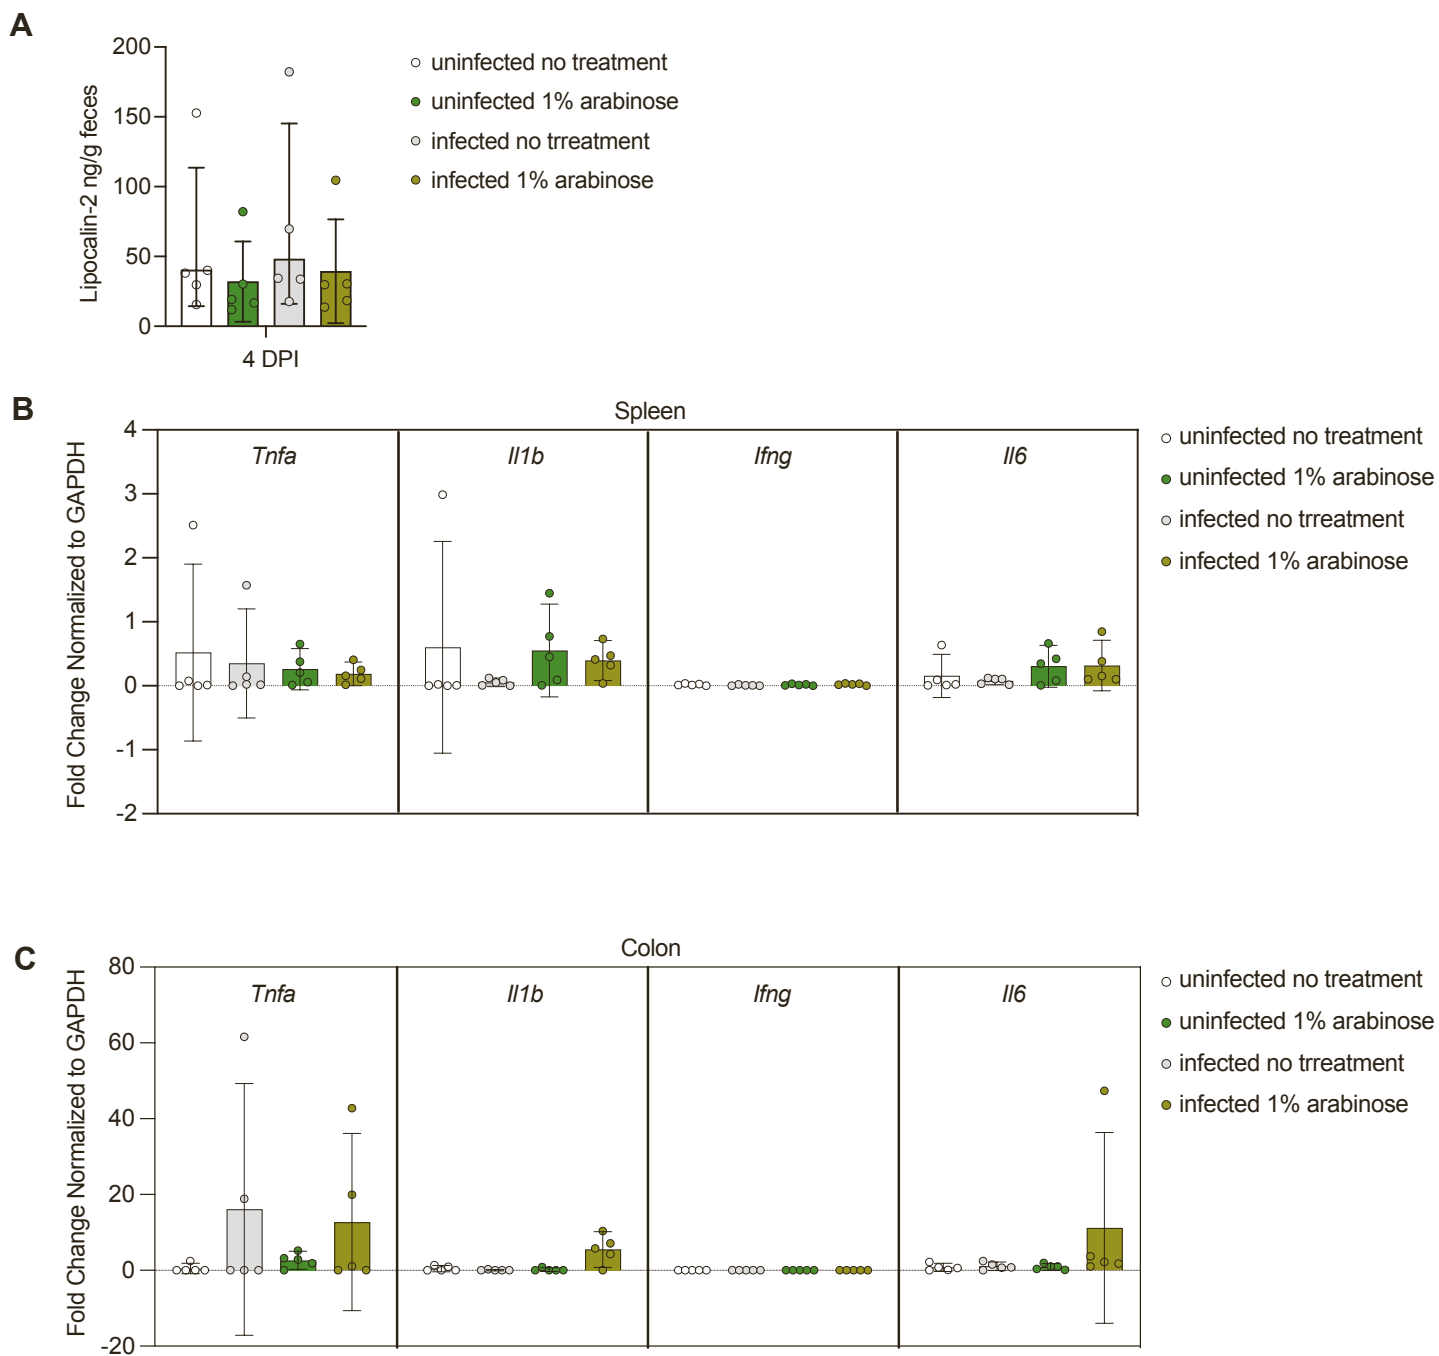 A
Lipocalin-2 ng/g feces
200
150
100
50
0
4 DPI
uninfected no treatment
uninfected 1% arabinose
infected no trreatment
infected 1% arabinose
B
Spleen
Fold Change Normalized to GAPDH
4
3
2
1
0
-1
-2
Tnfa
Il1b
Ifng
Il6
uninfected no treatment
uninfected 1% arabinose
infected no trreatment
infected 1% arabinose
C
Colon
Fold Change Normalized to GAPDH
80
60
40
20
0
-20
Tnfa
Il1b
Ifng
Il6
uninfected no treatment
uninfected 1% arabinose
infected no trreatment
infected 1% arabinose